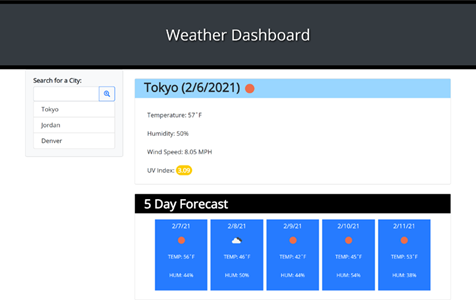 Weather Dashboard
Search for a City:
Tokyo
Jordan
Denver
Tokyo (2/6/2021)
Temperature: 57°F
Humidity: 50%
Wind Speed: 8.05 MPH
UV Index:
5 Day Forecast
2/7/21
TEMP: 56°F
HUM: 44%
2/8/21
TEMP: 46°F
HUM: 50%
2/9/21
TEMP: 42°F
HUM: 44%
2/10/21
TEMP: 45°F
HUM: 54%
2/11/21
TEMP: 53°F
HUM: 38%